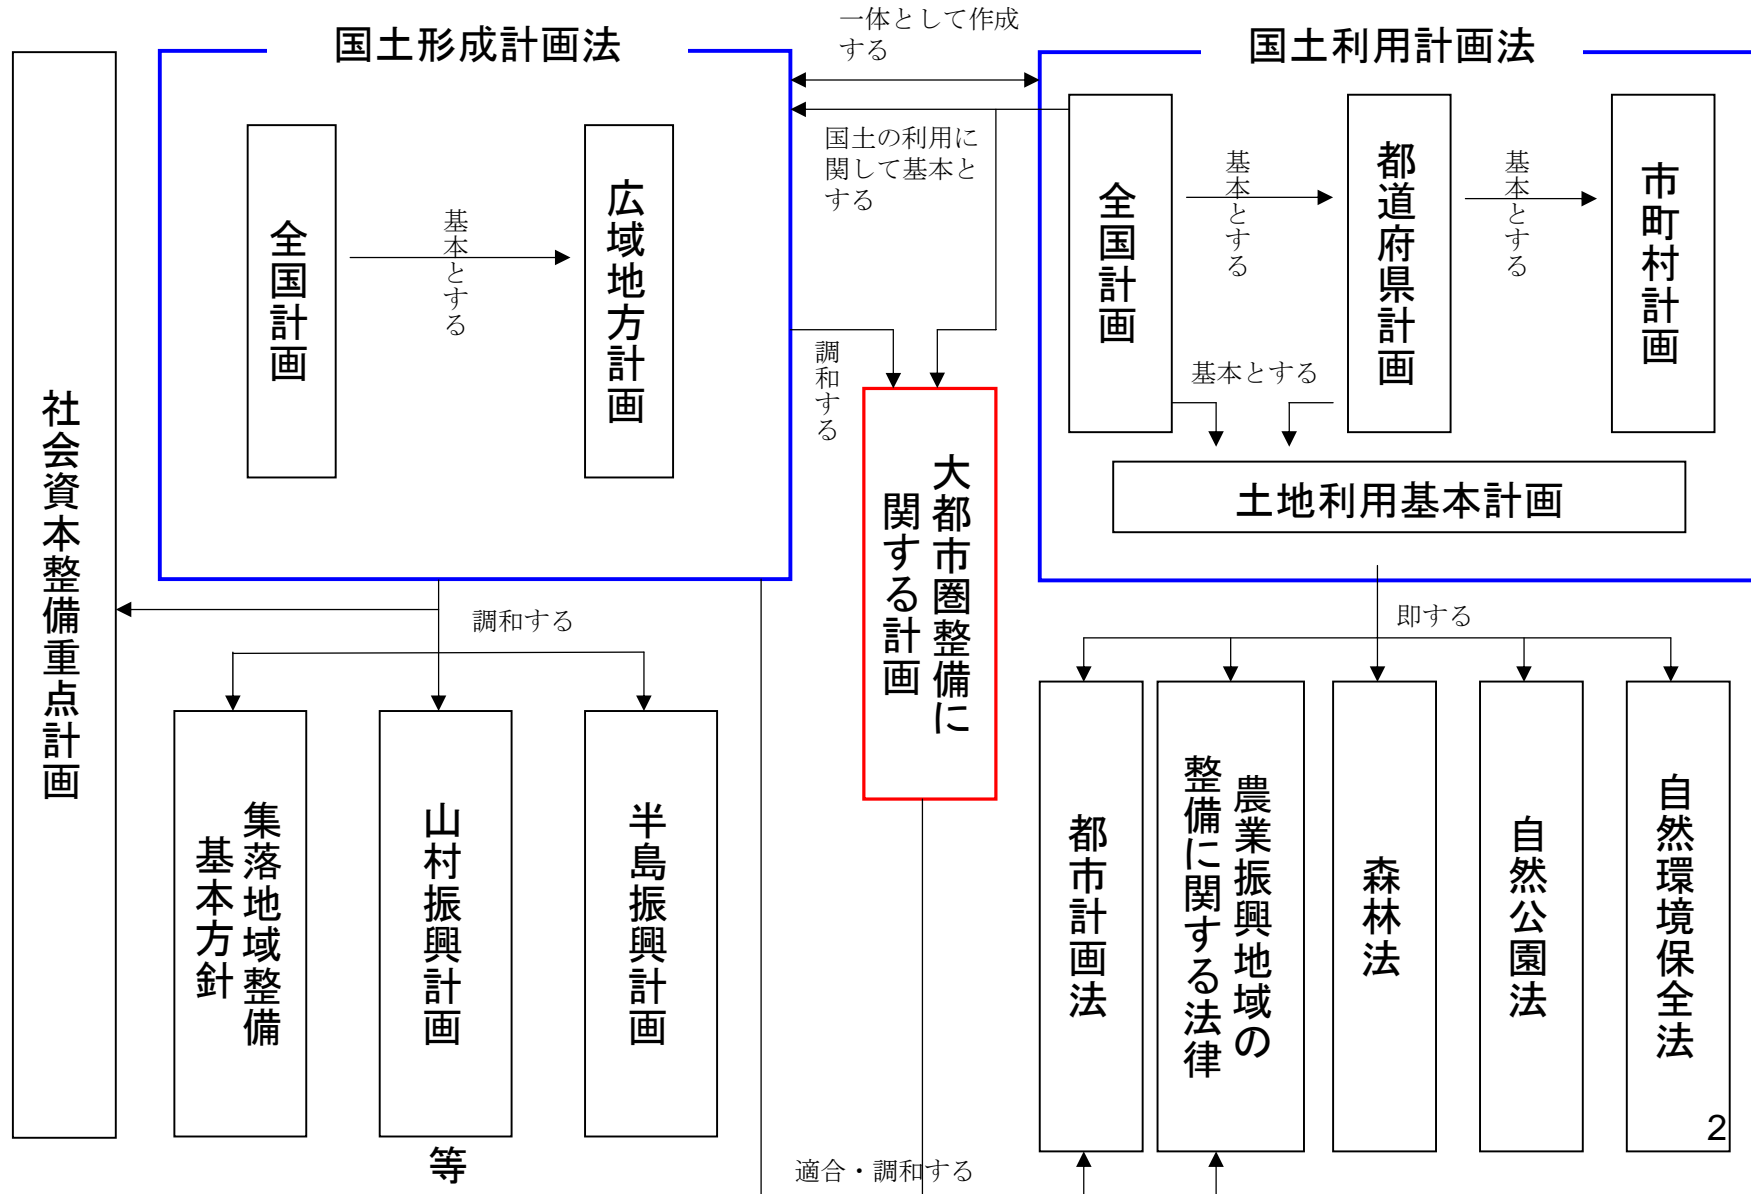 国土形成計画法
一体として作成
する
国土利用計画法
社会資本整備重点計画
全国計画
基本とする
広域地方計画
国土の利用に
関して基本と
する
全国計画
基本とする
都道府県計画
基本とする
市町村計画
調和する
基本とする
土地利用基本計画
大都市圏整備に
関する計画
調和する
即する
集落地域整備
基本方針
山村振興計画
半島振興計画
等
都市計画法
農業振興地域の
整備に関する法律
森林法
自然公園法
自然環境保全法
適合・調和する
2